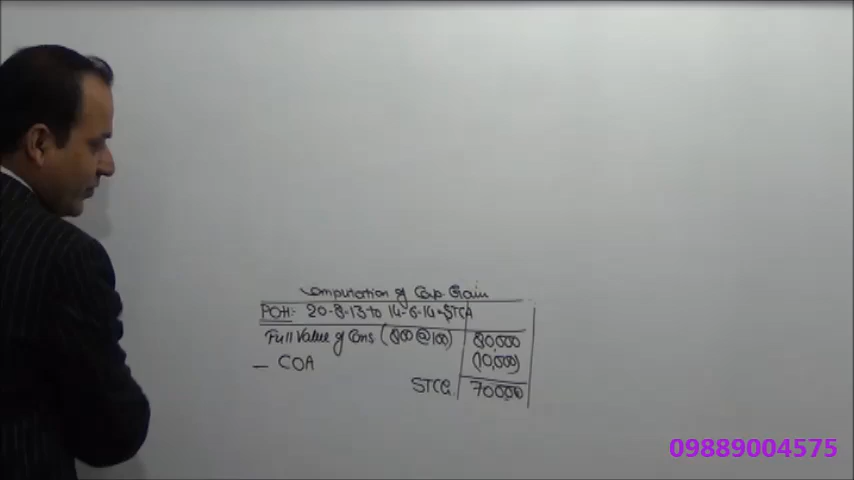 Computation of Cap. Gain
POH:- 20-8-13 to 14-6-14=STCA
Full Value of Cons (800@100) 80,000
— COA (10,000)
STCG. 70,000
09889004575